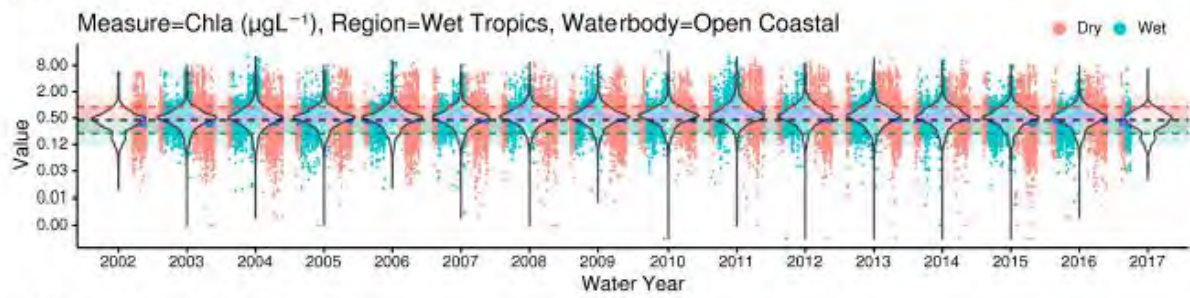 Measure=Chla (µgL⁻¹), Region=Wet Tropics, Waterbody=Open Coastal
Dry Wet
8.00
2.00
0.50
0.12
0.03
0.01
0.00
Value
2002 2003 2004 2005 2006 2007 2008 2009 2010 2011 2012 2013 2014 2015 2016 2017
Water Year